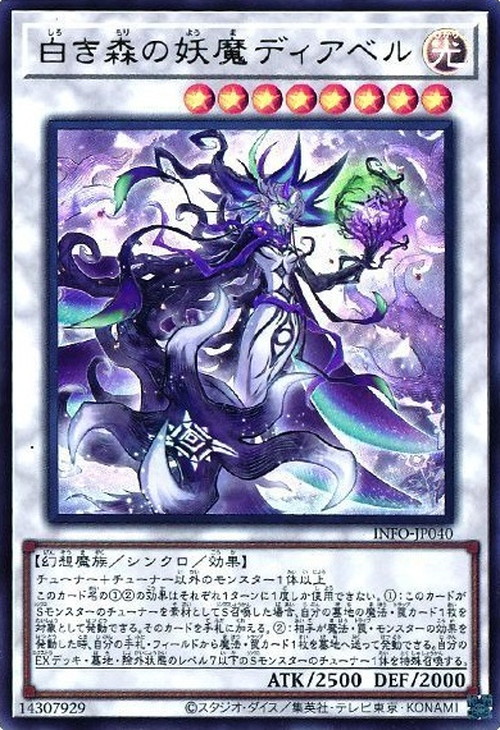 白き森の妖魔ディアベル
光
INFO-JP040
【幻想魔族／シンクロ／効果】
チューナー＋チューナー以外のモンスター1体以上
このカード名の①②の効果はそれぞれ1ターンに1度しか使用できない。①：このカードが
Sモンスターのチューナーを素材としてS召喚した場合、自分の墓地の魔法・罠カード1枚を
対象として発動できる。そのカードを手札に加える。②：相手が魔法・罠・モンスターの効果を
発動した時、自分の手札・フィールドから魔法・罠カード1枚を墓地へ送って発動できる。自分の
EXデッキ・墓地・除外状態のレベル7以下のSモンスターのチューナー1体を特殊召喚する。
ATK/2500 DEF/2000
14307929
©スタジオ・ダイス／集英社・テレビ東京・KONAMI